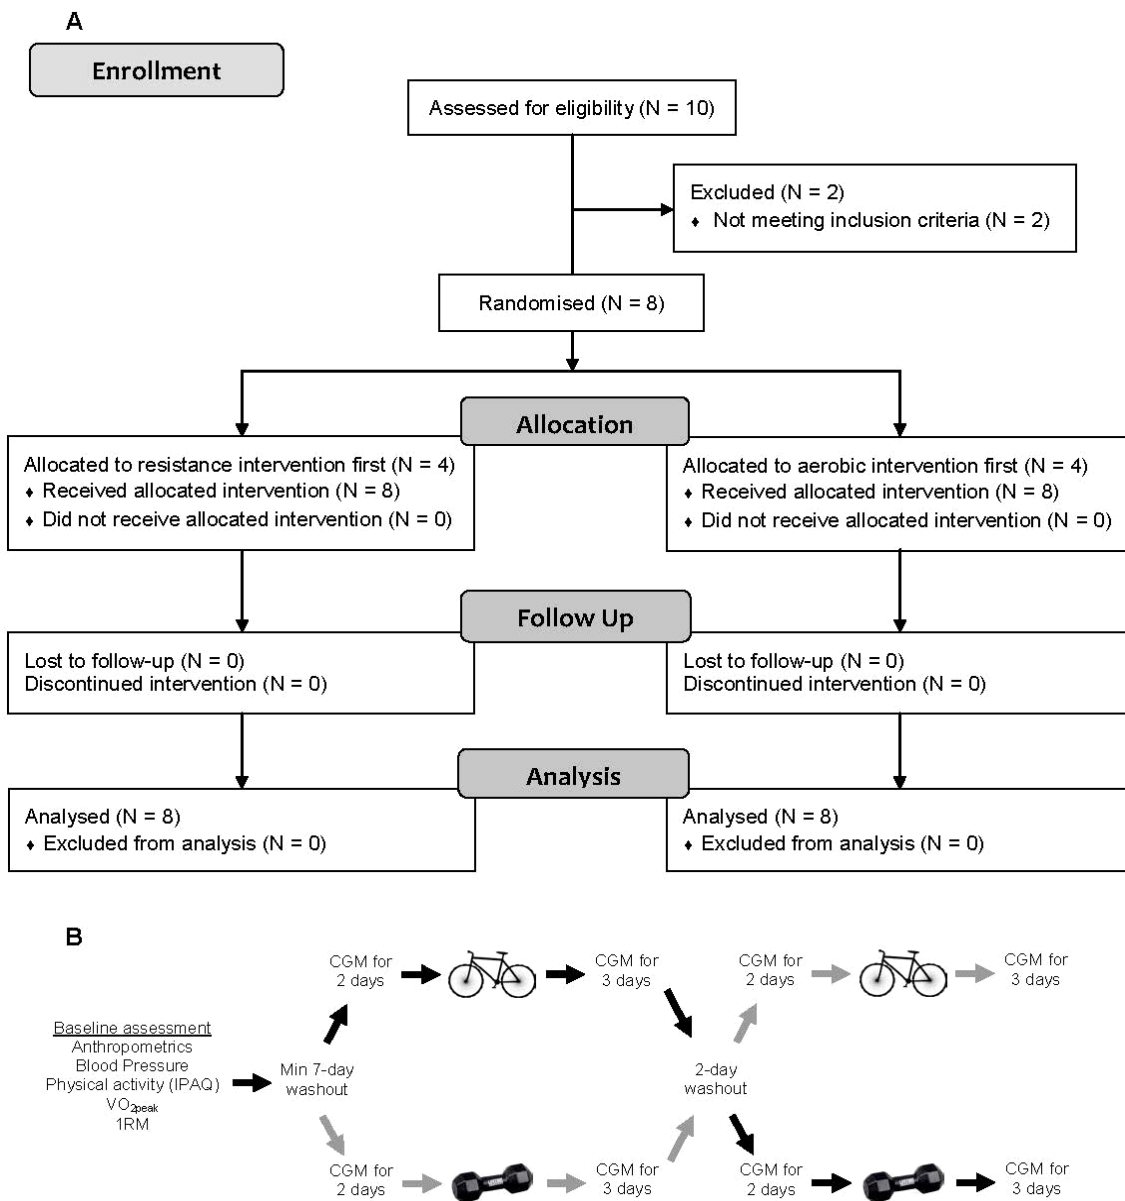 A
Enrollment
Assessed for eligibility (N = 10)
Excluded (N = 2)
♦ Not meeting inclusion criteria (N = 2)
Randomised (N = 8)
Allocation
Allocated to resistance intervention first (N = 4)
♦ Received allocated intervention (N = 8)
♦ Did not receive allocated intervention (N = 0)
Allocated to aerobic intervention first (N = 4)
♦ Received allocated intervention (N = 8)
♦ Did not receive allocated intervention (N = 0)
Follow Up
Lost to follow-up (N = 0)
Discontinued intervention (N = 0)
Lost to follow-up (N = 0)
Discontinued intervention (N = 0)
Analysis
Analysed (N = 8)
♦ Excluded from analysis (N = 0)
Analysed (N = 8)
♦ Excluded from analysis (N = 0)
B
Baseline assessment
Anthropometrics
Blood Pressure
Physical activity (IPAQ)
VO2peak
1RM
Min 7-day
washout
CGM for
2 days
CGM for
3 days
CGM for
2 days
CGM for
3 days
2-day
washout
CGM for
2 days
CGM for
3 days
CGM for
2 days
CGM for
3 days